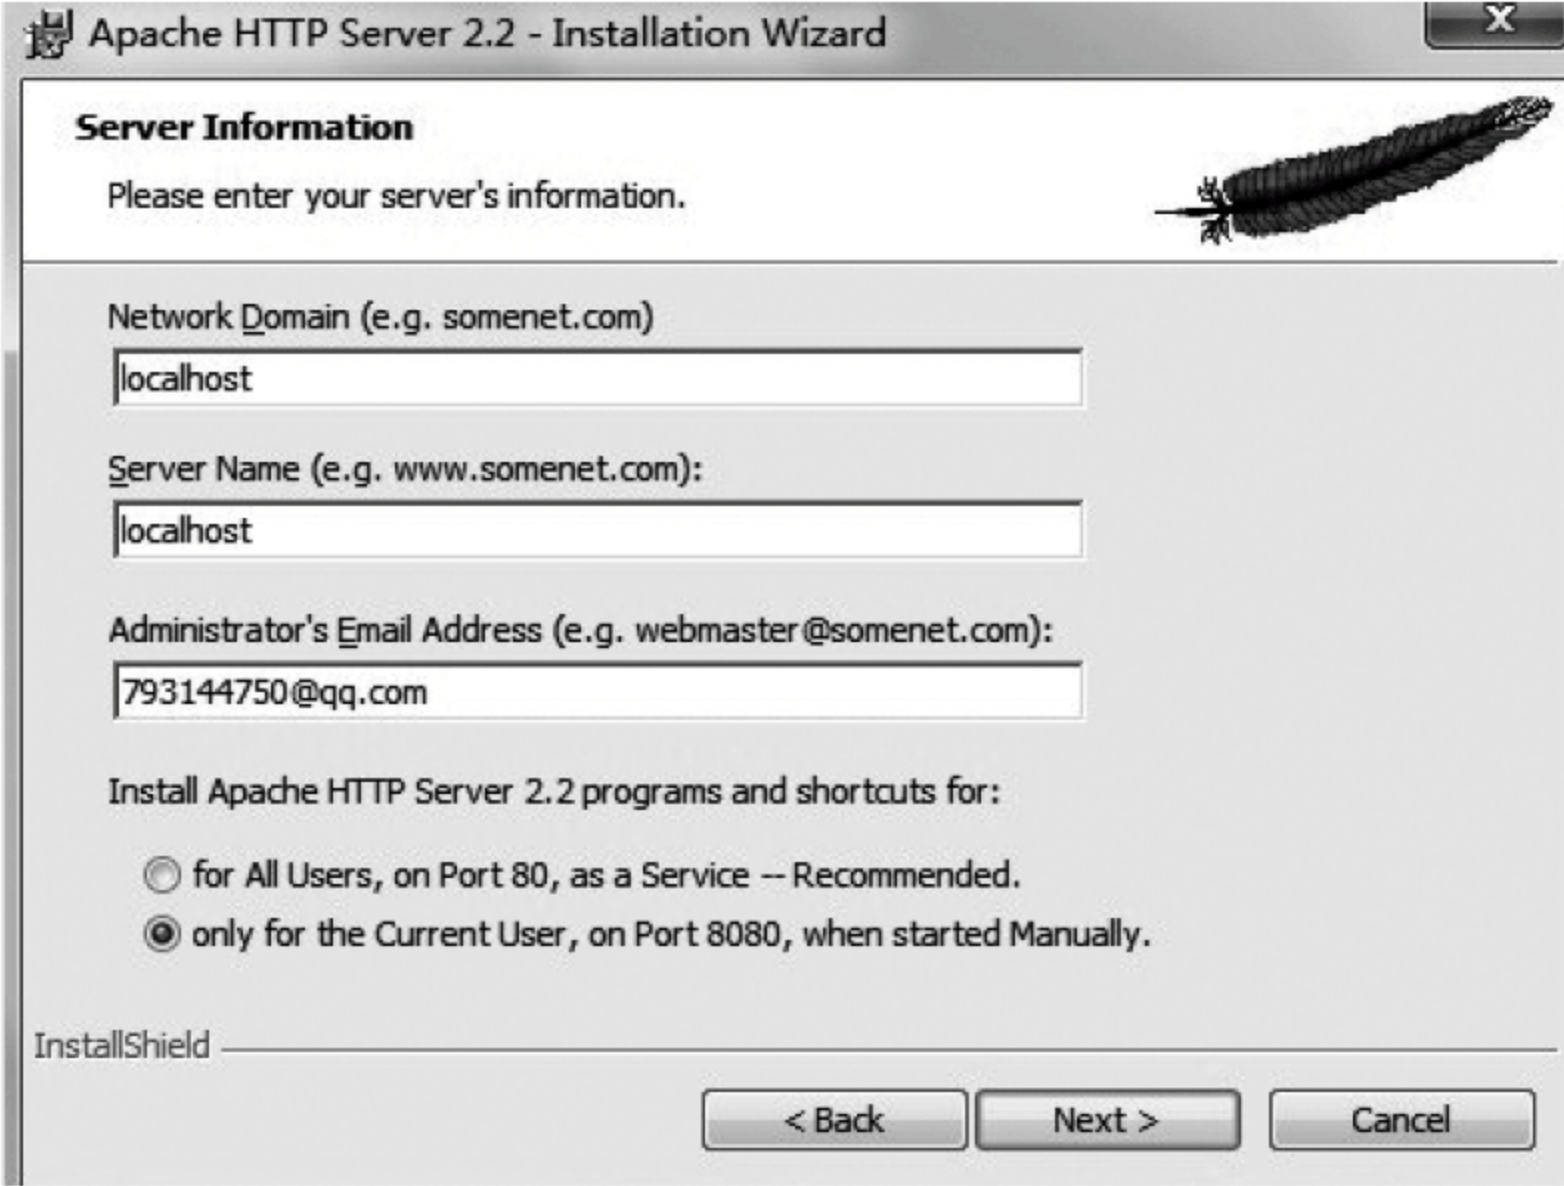 Apache HTTP Server 2.2 - Installation Wizard
X
Server Information
Please enter your server's information.
Network Domain (e.g. somenet.com)
localhost
Server Name (e.g. www.somenet.com):
localhost
Administrator's Email Address (e.g. webmaster@somenet.com):
793144750@qq.com
Install Apache HTTP Server 2.2 programs and shortcuts for:
for All Users, on Port 80, as a Service -- Recommended.
only for the Current User, on Port 8080, when started Manually.
InstallShield
< Back Next > Cancel